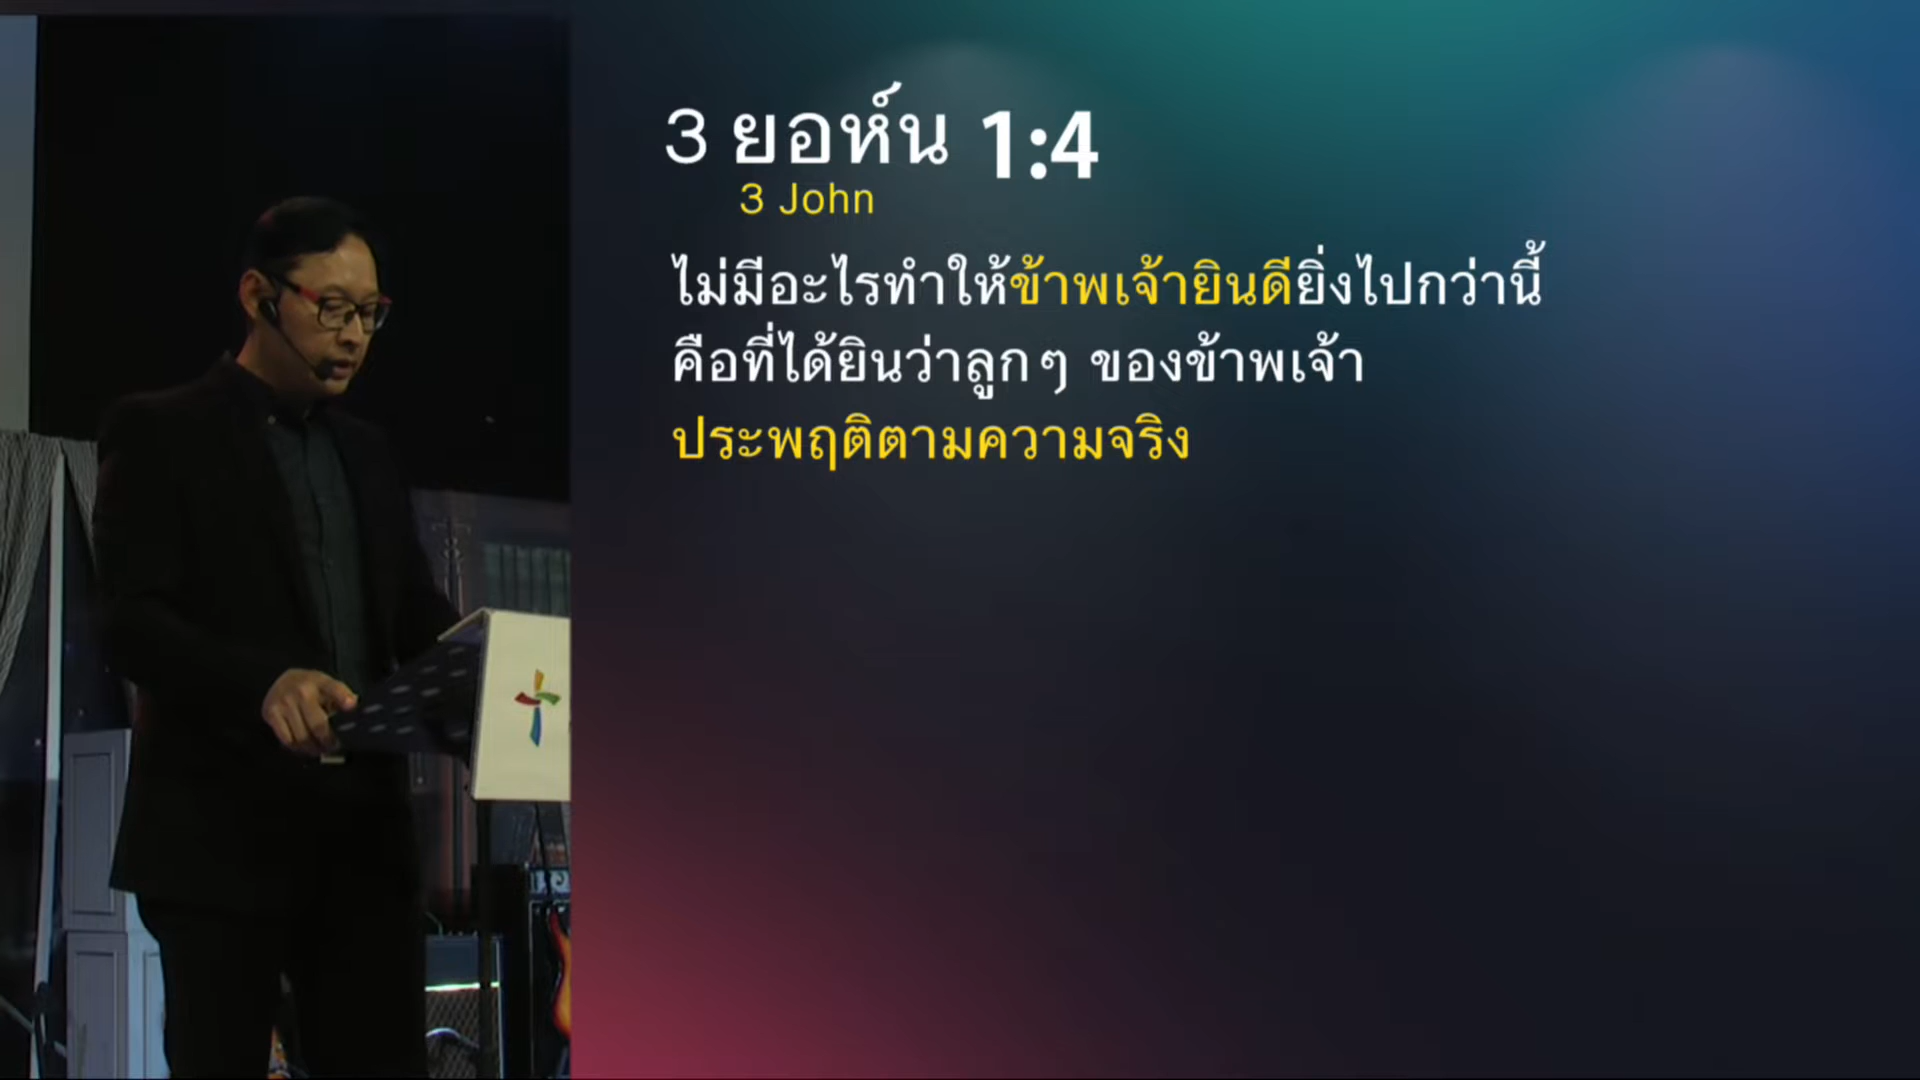 3 ยอห์น 1:4
3 John
ไม่มีอะไรทำให้ข้าพเจ้ายินดียิ่งไปกว่านี้
คือที่ได้ยินว่าลูกๆ ของข้าพเจ้า
ประพฤติตามความจริง